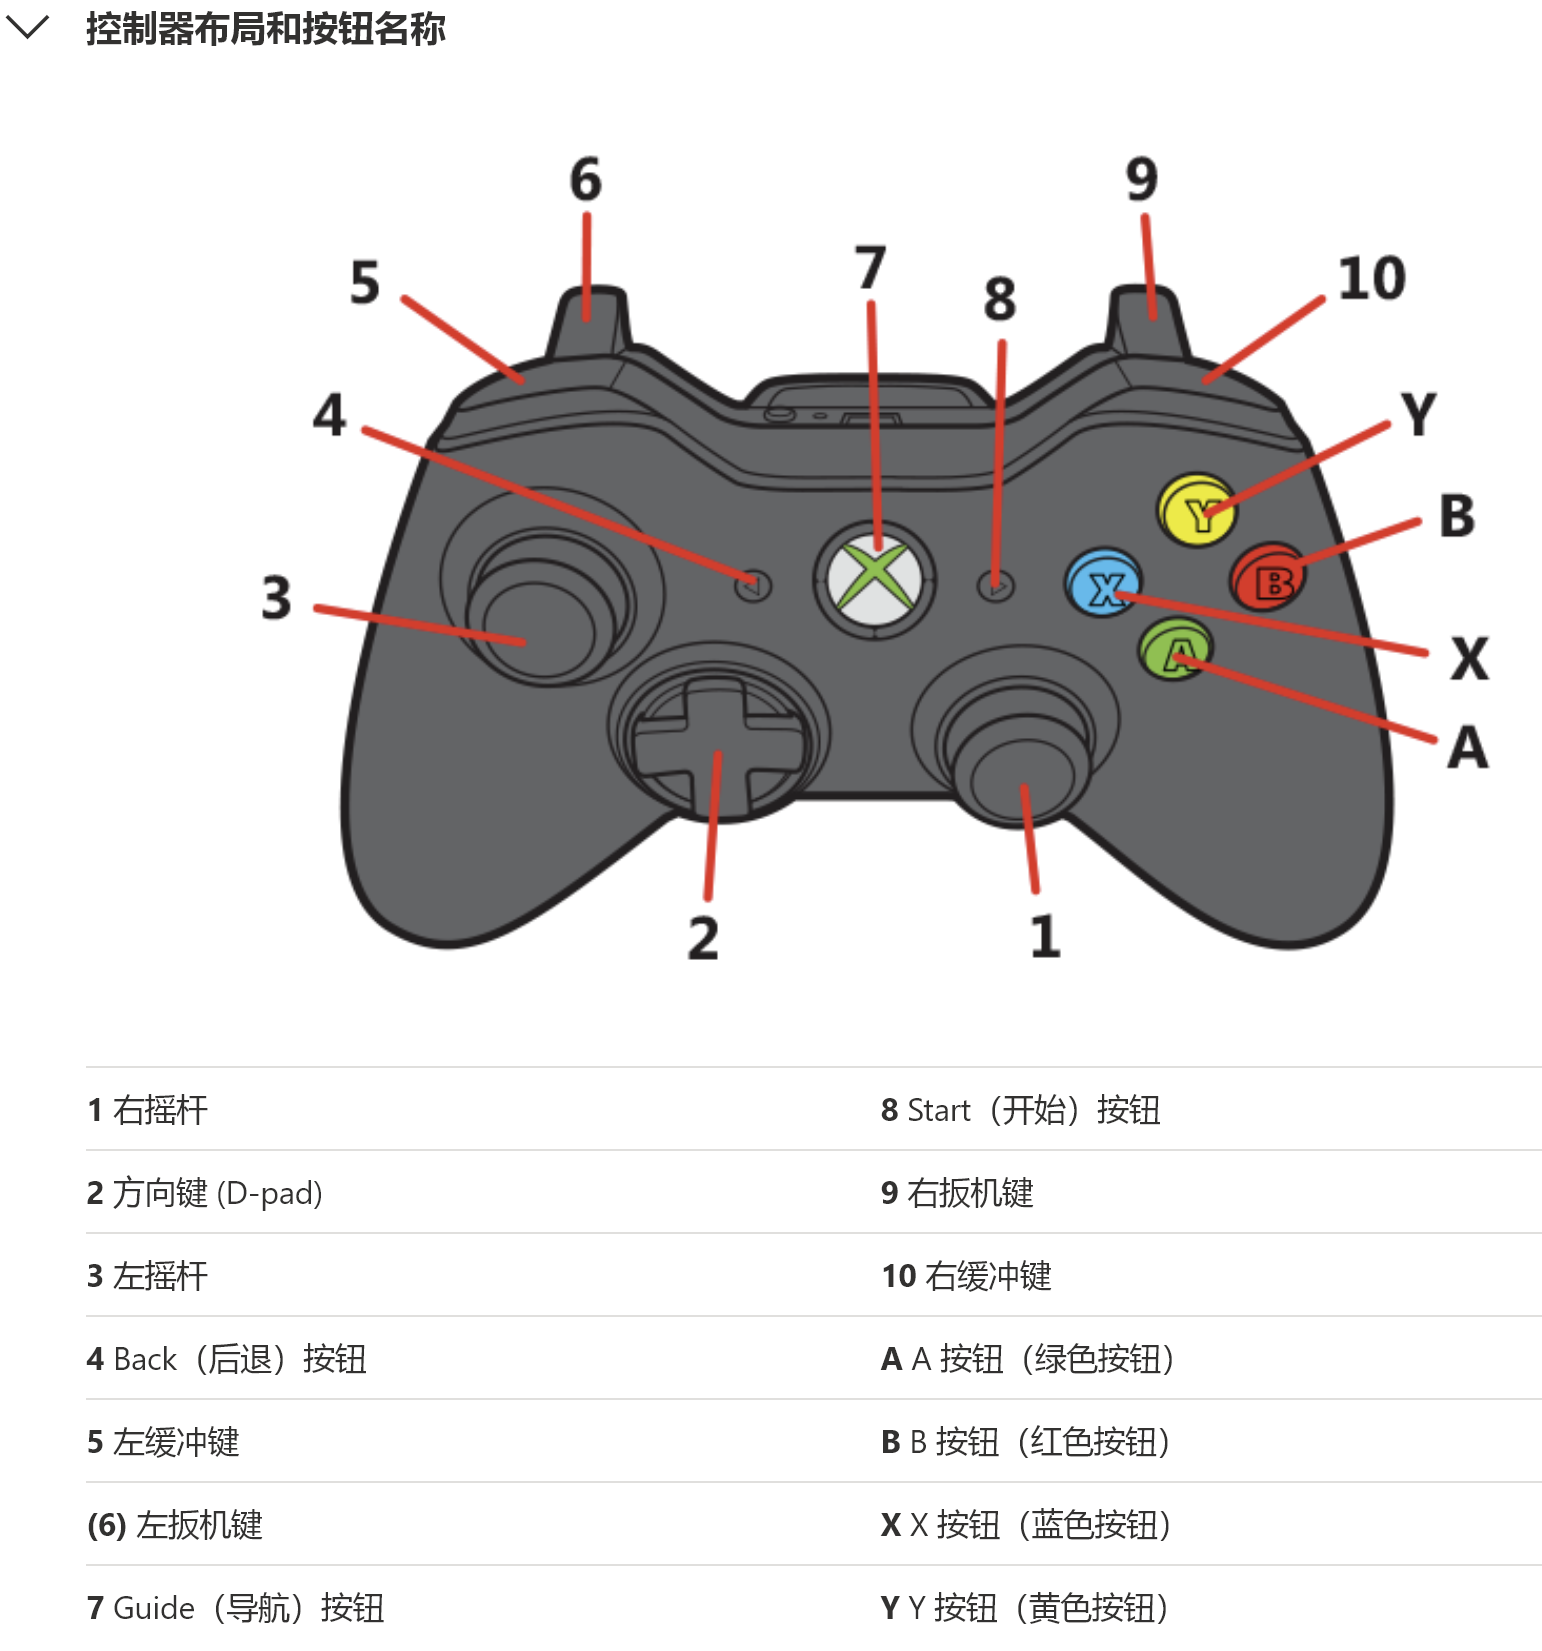 控制器布局和按钮名称
6
9
7
10
5
8
4
Y
B
3
X
A
2
1
1 右摇杆
8 Start（开始）按钮
2 方向键 (D-pad)
9 右扳机键
3 左摇杆
10 右缓冲键
4 Back（后退）按钮
A A 按钮（绿色按钮）
5 左缓冲键
B B 按钮（红色按钮）
(6) 左扳机键
X X 按钮（蓝色按钮）
7 Guide（导航）按钮
Y Y 按钮（黄色按钮）
Y
B
X
A